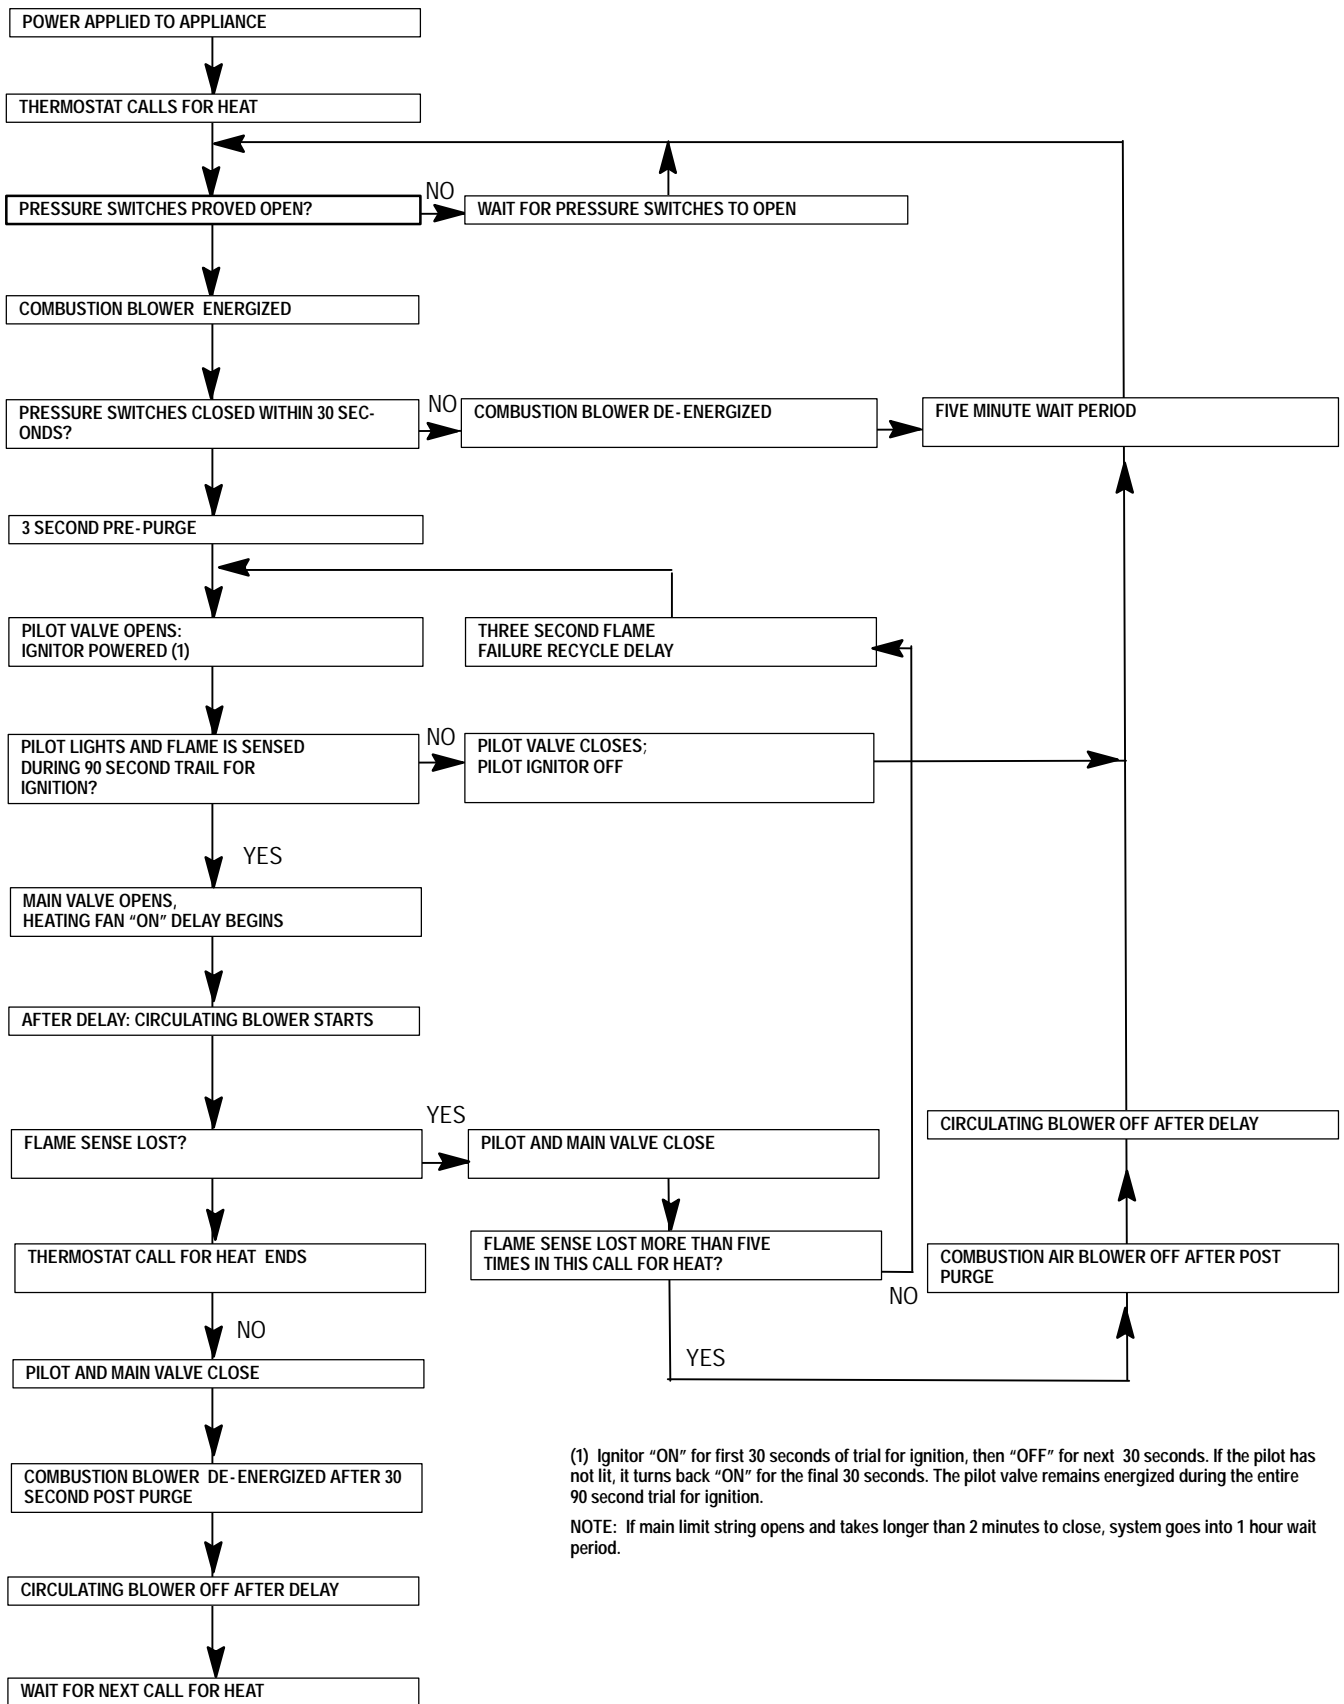 POWER APPLIED TO APPLIANCE
THERMOSTAT CALLS FOR HEAT
PRESSURE SWITCHES PROVED OPEN?
NO
WAIT FOR PRESSURE SWITCHES TO OPEN
COMBUSTION BLOWER ENERGIZED
PRESSURE SWITCHES CLOSED WITHIN 30 SEC-
ONDS?
NO
COMBUSTION BLOWER DE-ENERGIZED
FIVE MINUTE WAIT PERIOD
3 SECOND PRE-PURGE
PILOT VALVE OPENS:
IGNITOR POWERED (1)
THREE SECOND FLAME
FAILURE RECYCLE DELAY
PILOT LIGHTS AND FLAME IS SENSED
DURING 90 SECOND TRAIL FOR
IGNITION?
NO
PILOT VALVE CLOSES;
PILOT IGNITOR OFF
YES
MAIN VALVE OPENS,
HEATING FAN “ON” DELAY BEGINS
AFTER DELAY: CIRCULATING BLOWER STARTS
FLAME SENSE LOST?
YES
PILOT AND MAIN VALVE CLOSE
CIRCULATING BLOWER OFF AFTER DELAY
THERMOSTAT CALL FOR HEAT ENDS
FLAME SENSE LOST MORE THAN FIVE
TIMES IN THIS CALL FOR HEAT?
NO
COMBUSTION AIR BLOWER OFF AFTER POST
PURGE
NO
YES
PILOT AND MAIN VALVE CLOSE
COMBUSTION BLOWER DE-ENERGIZED AFTER 30
SECOND POST PURGE
CIRCULATING BLOWER OFF AFTER DELAY
WAIT FOR NEXT CALL FOR HEAT
(1) Ignitor “ON” for first 30 seconds of trial for ignition, then “OFF” for next 30 seconds. If the pilot has
not lit, it turns back “ON” for the final 30 seconds. The pilot valve remains energized during the entire
90 second trial for ignition.
NOTE: If main limit string opens and takes longer than 2 minutes to close, system goes into 1 hour wait
period.